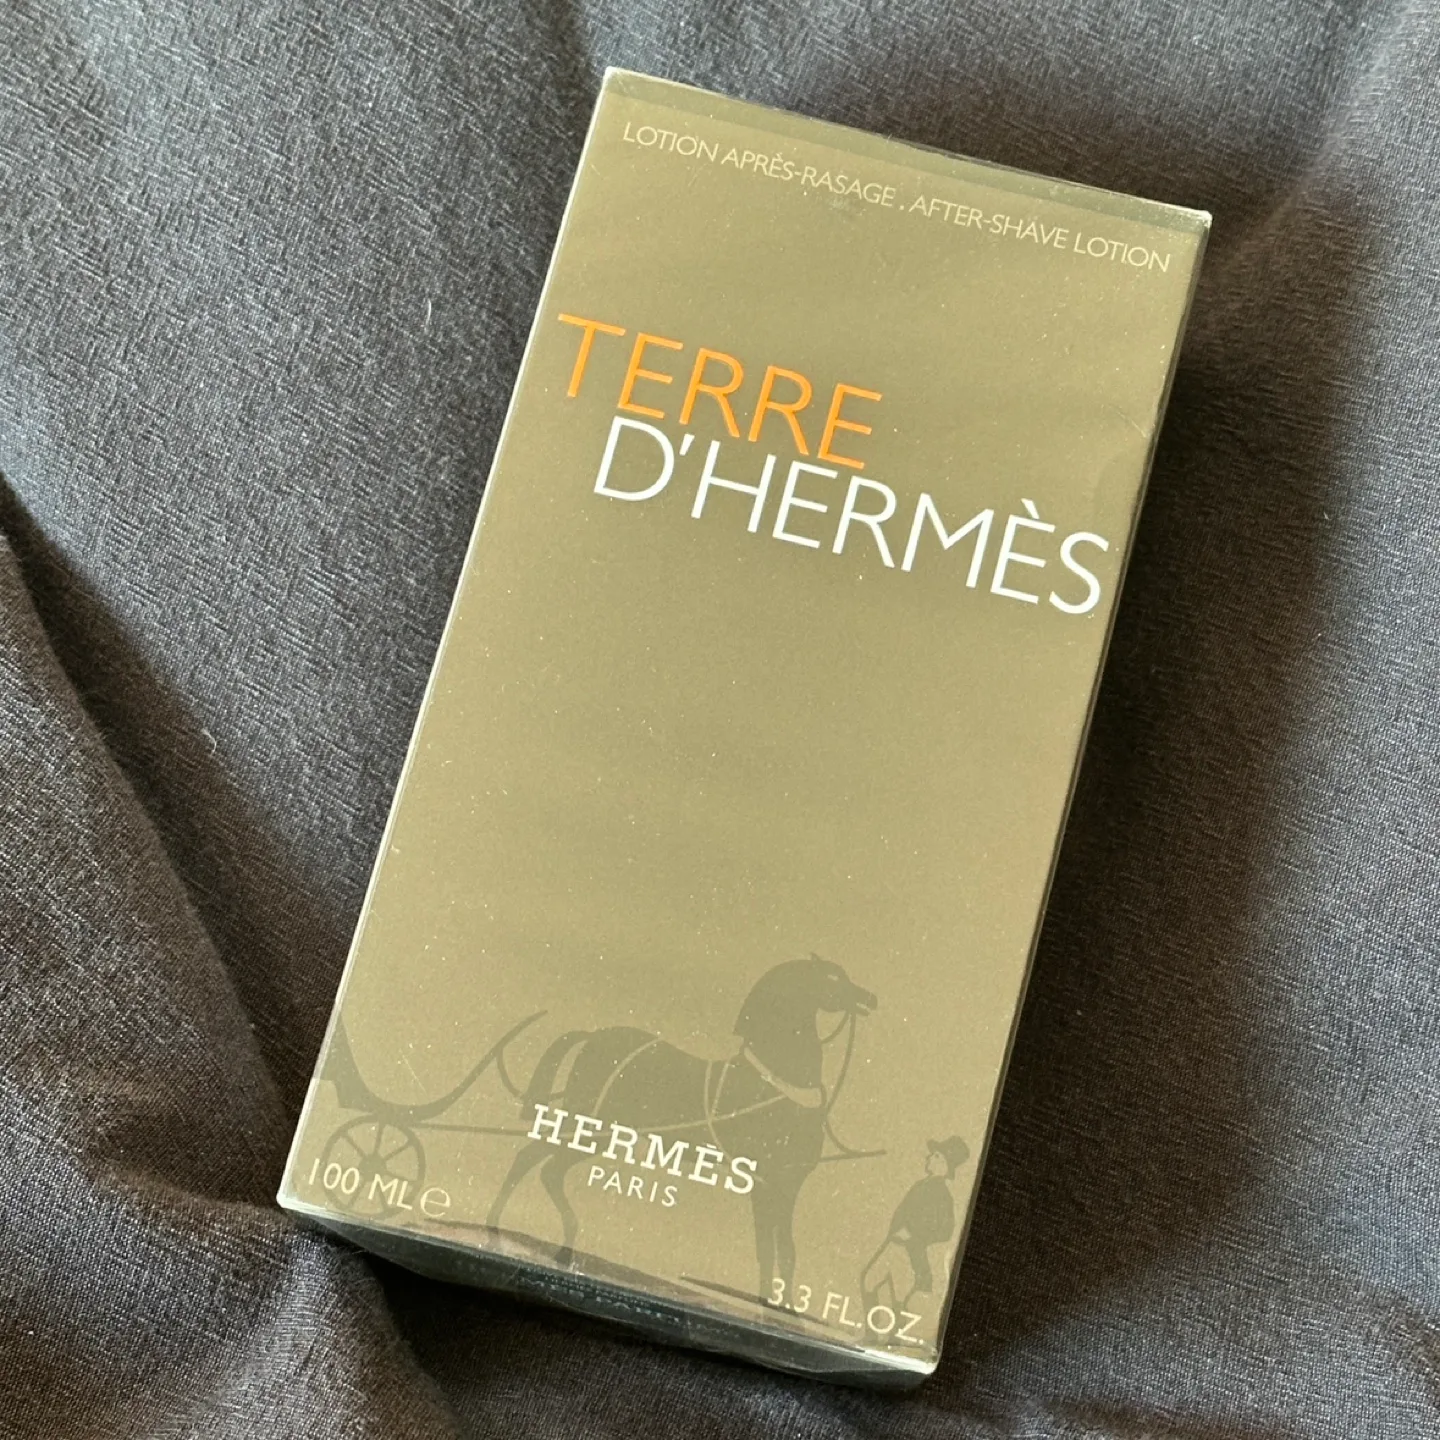 LOTION APRÈS-RASAGE . AFTER-SHAVE LOTION
TERRE
D'HERMÈS
HERMÈS
PARIS
100 ML ℮
3.3 FL.OZ.